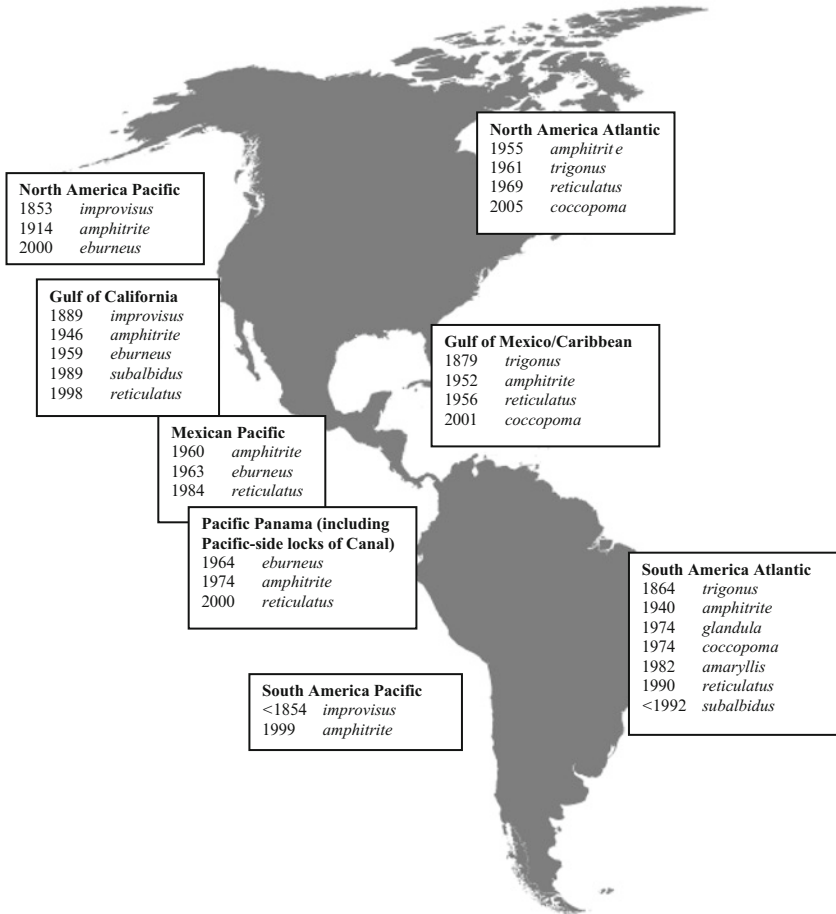 North America Atlantic
1955 amphitrite
1961 trigonus
1969 reticulatus
2005 coccopoma
North America Pacific
1853 improvisus
1914 amphitrite
2000 eburneus
Gulf of California
1889 improvisus
1946 amphitrite
1959 eburneus
1989 subalbidus
1998 reticulatus
Gulf of Mexico/Caribbean
1879 trigonus
1952 amphitrite
1956 reticulatus
2001 coccopoma
Mexican Pacific
1960 amphitrite
1963 eburneus
1984 reticulatus
Pacific Panama (including
Pacific-side locks of Canal)
1964 eburneus
1974 amphitrite
2000 reticulatus
South America Atlantic
1864 trigonus
1940 amphitrite
1974 glandula
1974 coccopoma
1982 amaryllis
1990 reticulatus
<1992 subalbidus
South America Pacific
<1854 improvisus
1999 amphitrite